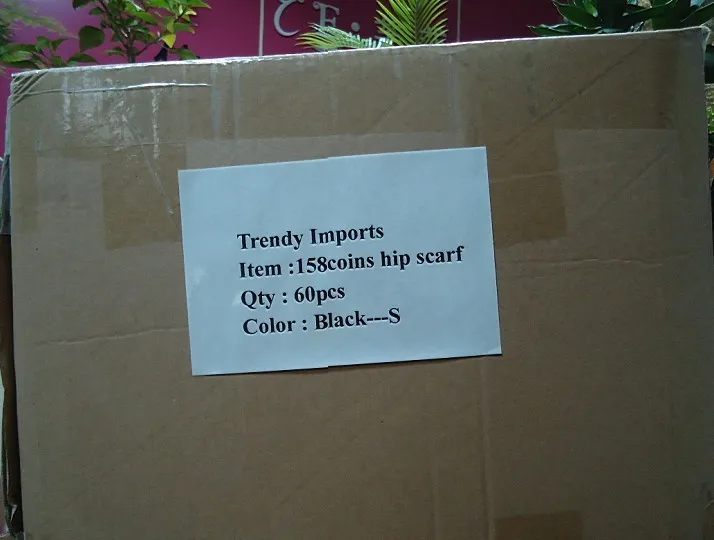 Trendy Imports
Item :158coins hip scarf
Qty : 60pcs
Color : Black---S